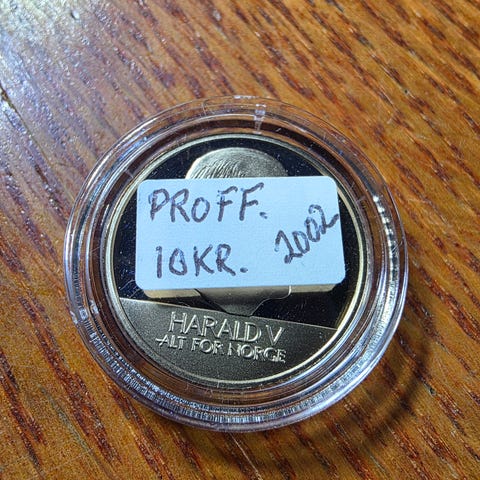 PROFF.
10KR. 2002
HARALD V
ALT FOR NORGE